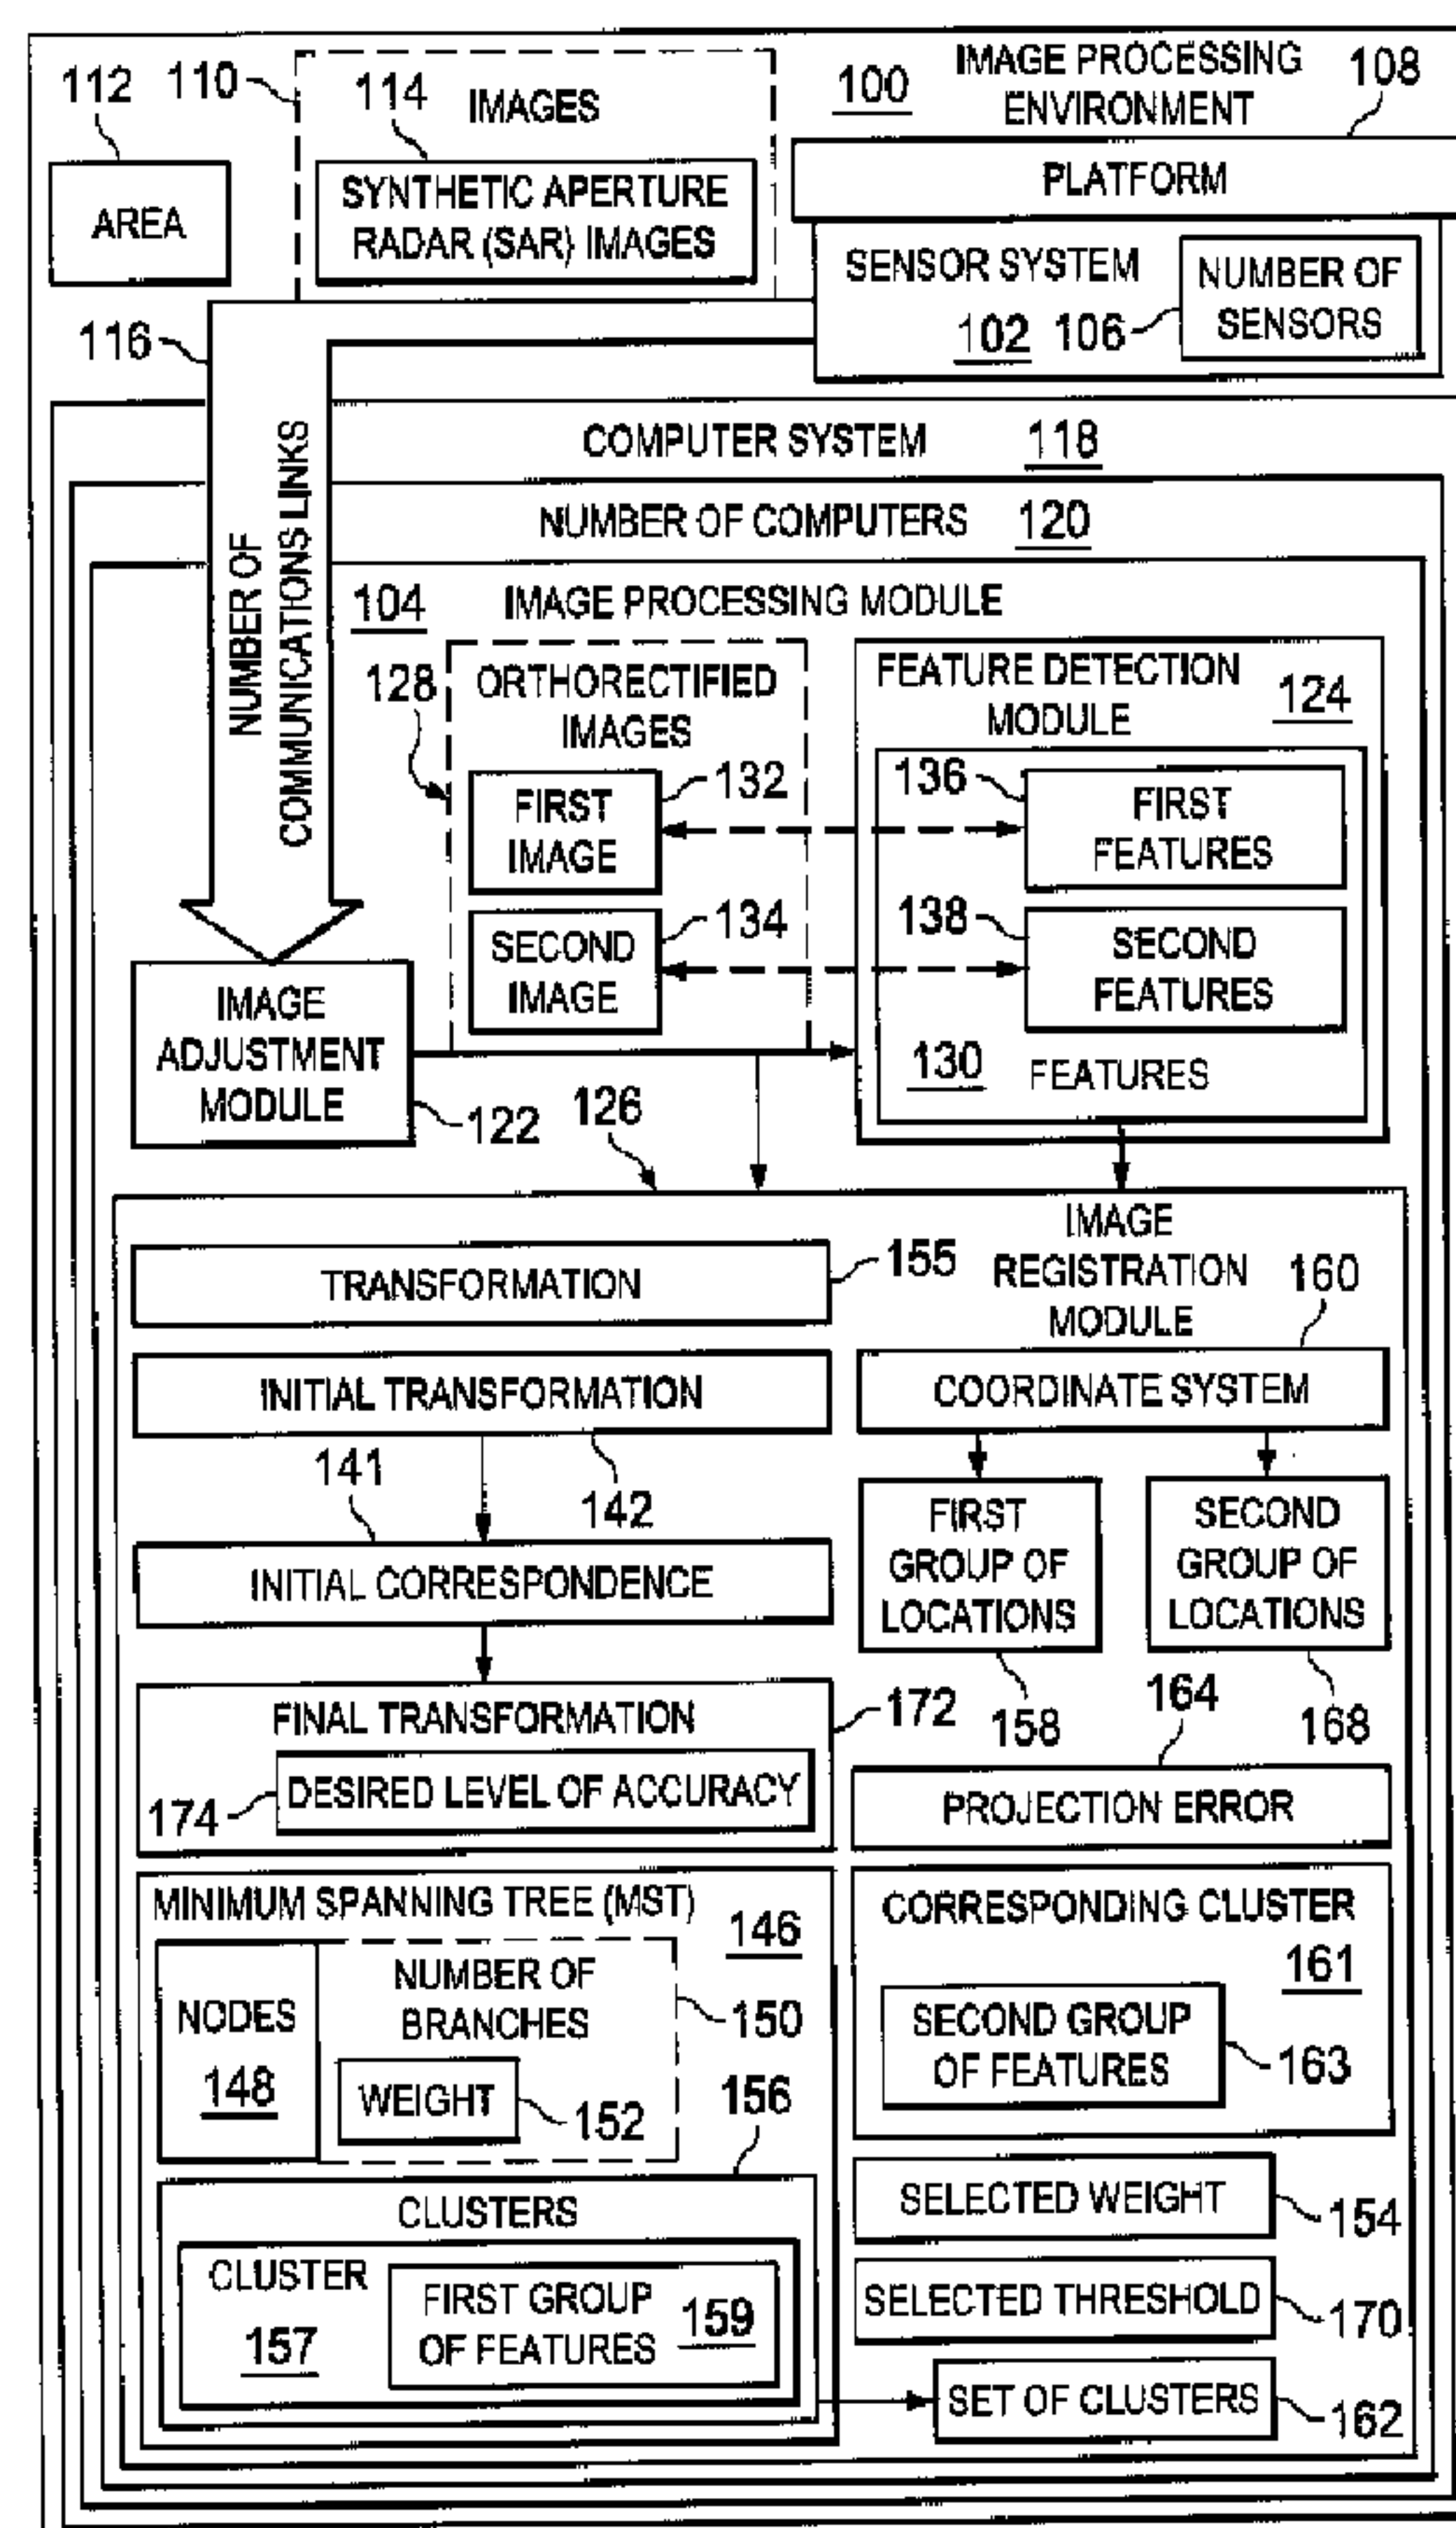 IMAGE PROCESSING
ENVIRONMENT
100
108
112
110
114
IMAGES
AREA
SYNTHETIC APERTURE
RADAR (SAR) IMAGES
PLATFORM
SENSOR SYSTEM
102
106
NUMBER OF
SENSORS
116
NUMBER OF
COMMUNICATIONS LINKS
COMPUTER SYSTEM 118
NUMBER OF COMPUTERS 120
104 IMAGE PROCESSING MODULE
128
ORTHORECTIFIED
IMAGES
FIRST
IMAGE
132
SECOND
IMAGE
134
FEATURE DETECTION
MODULE
124
136
FIRST
FEATURES
138
SECOND
FEATURES
130 FEATURES
IMAGE
ADJUSTMENT
MODULE
122
126
IMAGE
REGISTRATION
MODULE
TRANSFORMATION
155
160
INITIAL TRANSFORMATION
142
COORDINATE SYSTEM
141
INITIAL CORRESPONDENCE
FIRST
GROUP OF
LOCATIONS
158
SECOND
GROUP OF
LOCATIONS
168
FINAL TRANSFORMATION
172
174
DESIRED LEVEL OF ACCURACY
164
PROJECTION ERROR
MINIMUM SPANNING TREE (MST)
146
NODES
148
NUMBER OF
BRANCHES
150
WEIGHT
152
156
CORRESPONDING CLUSTER
161
SECOND GROUP
OF FEATURES
163
CLUSTERS
CLUSTER
157
FIRST GROUP
OF FEATURES
159
SELECTED WEIGHT
154
SELECTED THRESHOLD
170
SET OF CLUSTERS
162